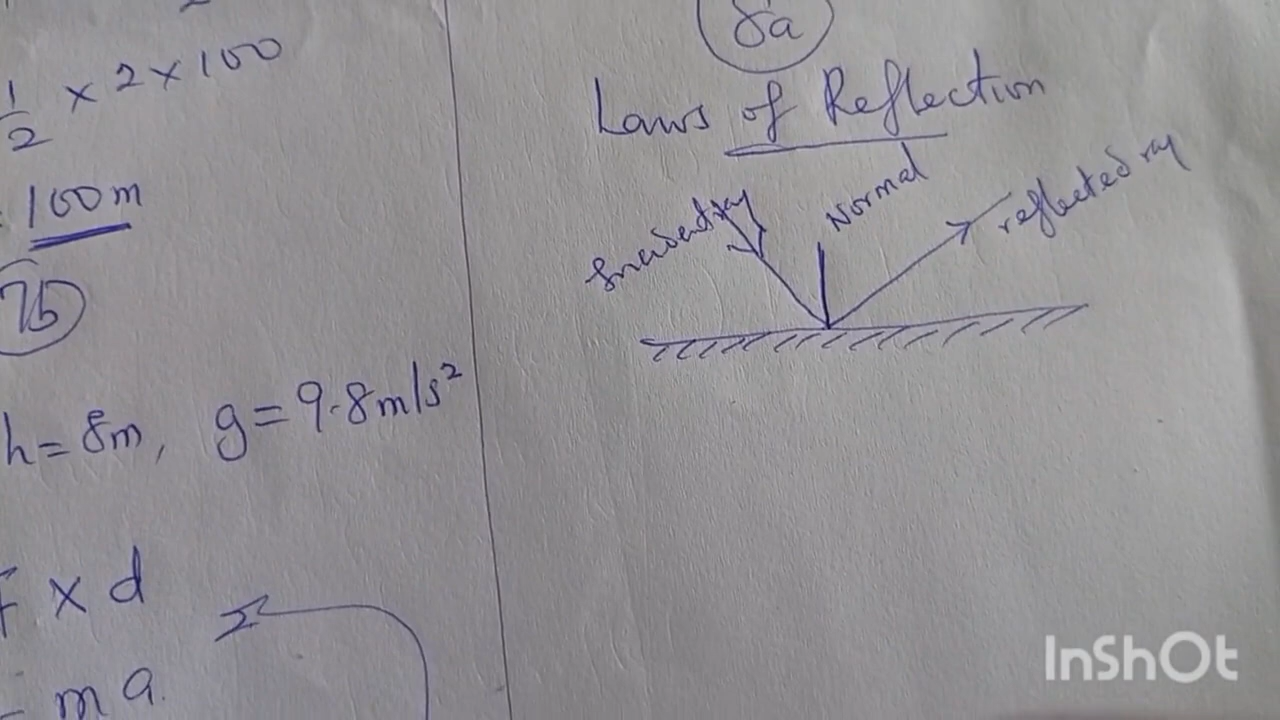 1/2 × 2 × 100
100m
7b
h = 8m, g = 9.8m/s²
F × d
= ma
8a
Laws of Reflection
Incident ray
Normal
reflected ray
InShOt